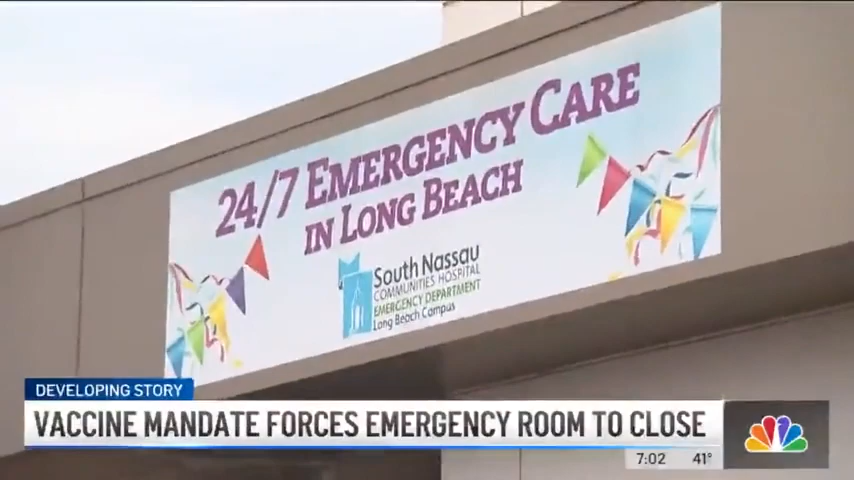 24/7 EMERGENCY CARE
IN LONG BEACH
South Nassau
COMMUNITIES HOSPITAL
EMERGENCY DEPARTMENT
Long Beach Campus
DEVELOPING STORY
VACCINE MANDATE FORCES EMERGENCY ROOM TO CLOSE
7:02 41°